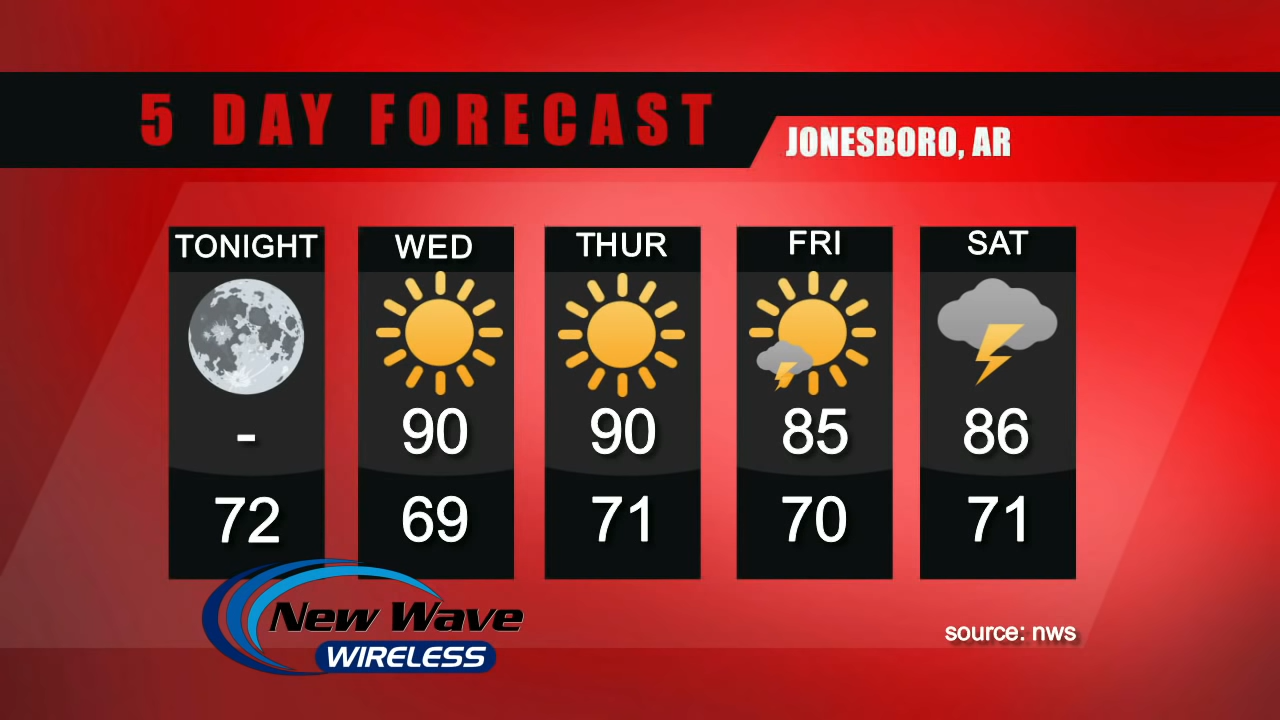 5 DAY FORECAST
JONESBORO, AR
TONIGHT WED THUR FRI SAT
- 90 90 85 86
72 69 71 70 71
New Wave
WIRELESS
source: nws